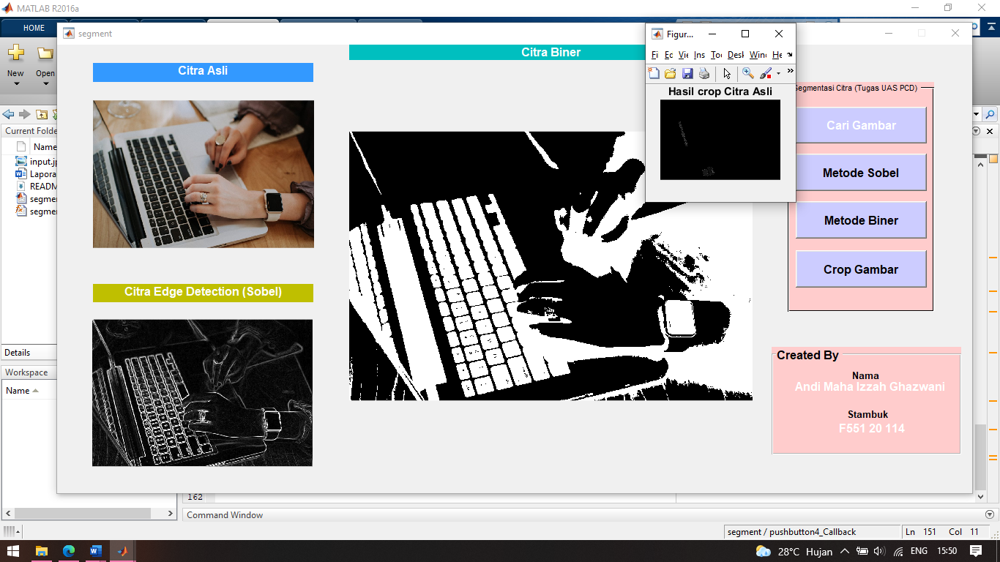 MATLAB R2016a
HOME
New
Open
Current Folde
Name
input.jp
Lapora
READM
segmen
segmen
Details
Workspace
Name
segment
Citra Asli
Citra Edge Detection (Sobel)
Citra Biner
Figur...
Fi Ec Vie Ins To Desk Wind He
Hasil crop Citra Asli
Segmentasi Citra (Tugas UAS PCD)
Cari Gambar
Metode Sobel
Metode Biner
Crop Gambar
Created By
Nama
Andi Maha Izzah Ghazwani
Stambuk
F551 20 114
162
Command Window
segment / pushbutton4_Callback
Ln 151 Col 11
28°C Hujan
ENG
15:50